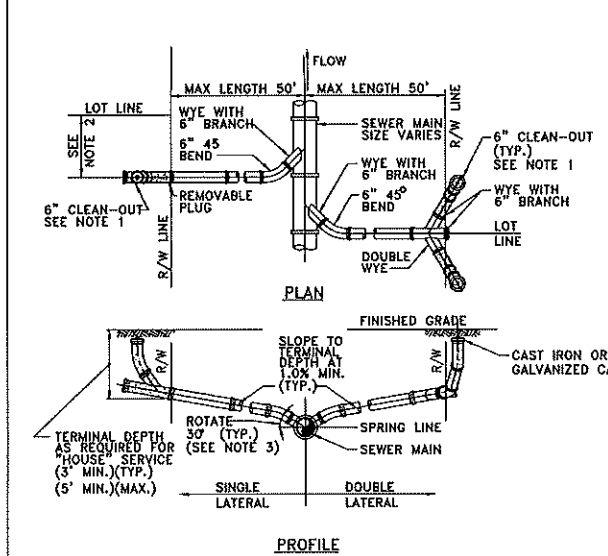 FLOW
MAX LENGTH 50'
MAX LENGTH 50'
LOT LINE
R/W LINE
WYE WITH
6" BRANCH
SEWER MAIN
SIZE VARIES
6" CLEAN-OUT
(TYP.)
SEE NOTE 1
SEE
NOTE 2
6" 45
BEND
WYE WITH
6" BRANCH
WYE WITH
6" BRANCH
6" CLEAN-OUT
SEE NOTE 1
REMOVABLE
PLUG
6" 45°
BEND
LOT
LINE
R/W LINE
DOUBLE
WYE
PLAN
FINISHED GRADE
SLOPE TO
TERMINAL
DEPTH AT
1.0% MIN.
(TYP.)
R/W
R/W
CAST IRON OR
GALVANIZED
ROTATE
30° (TYP.)
(SEE NOTE 3)
SPRING LINE
SEWER MAIN
TERMINAL DEPTH
AS REQUIRED FOR
"HOUSE" SERVICE
(3' MIN.)(TYP.)
(5' MIN.)(MAX.)
SINGLE
LATERAL
DOUBLE
LATERAL
PROFILE